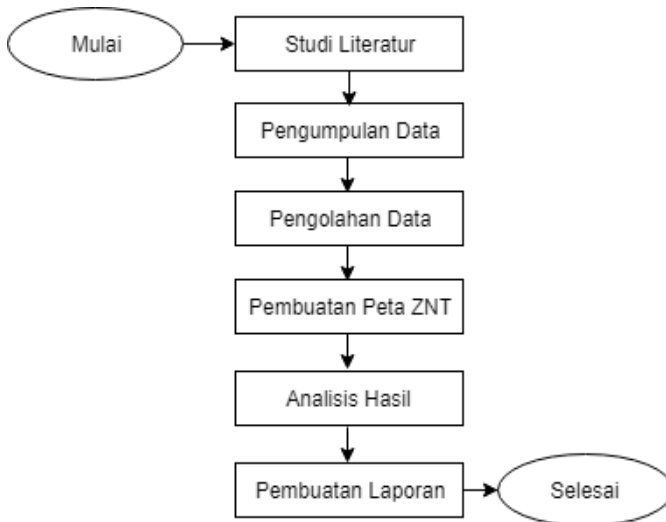 Mulai
Studi Literatur
Pengumpulan Data
Pengolahan Data
Pembuatan Peta ZNT
Analisis Hasil
Pembuatan Laporan
Selesai